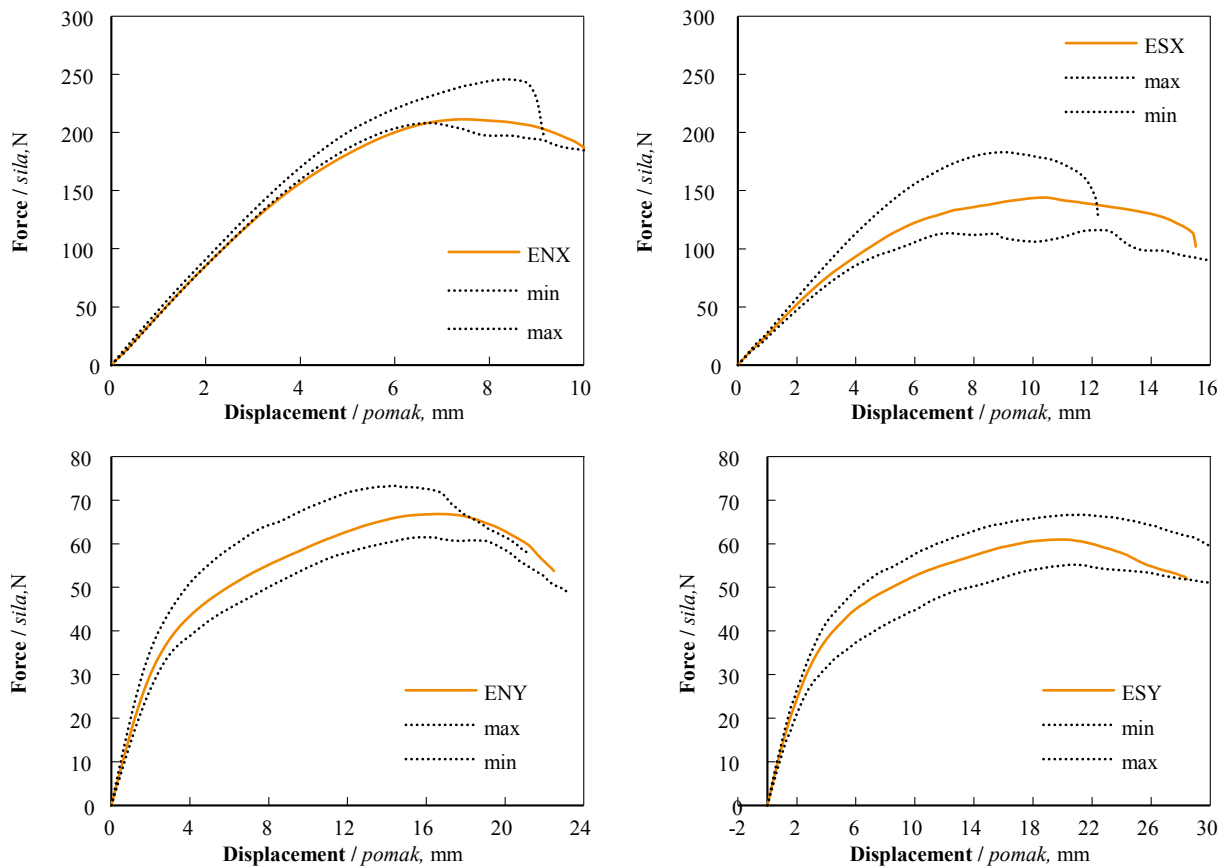 300
250
200
150
100
50
0
Force / sila,N
ENX
min
max
0 2 4 6 8 10
Displacement / pomak, mm
300
250
200
150
100
50
0
Force / sila,N
ESX
max
min
0 2 4 6 8 10 12 14 16
Displacement / pomak, mm
80
70
60
50
40
30
20
10
0
Force / sila,N
ENY
max
min
0 4 8 12 16 20 24
Displacement / pomak, mm
80
70
60
50
40
30
20
10
0
Force / sila,N
ESY
min
max
-2 2 6 10 14 18 22 26 30
Displacement / pomak, mm